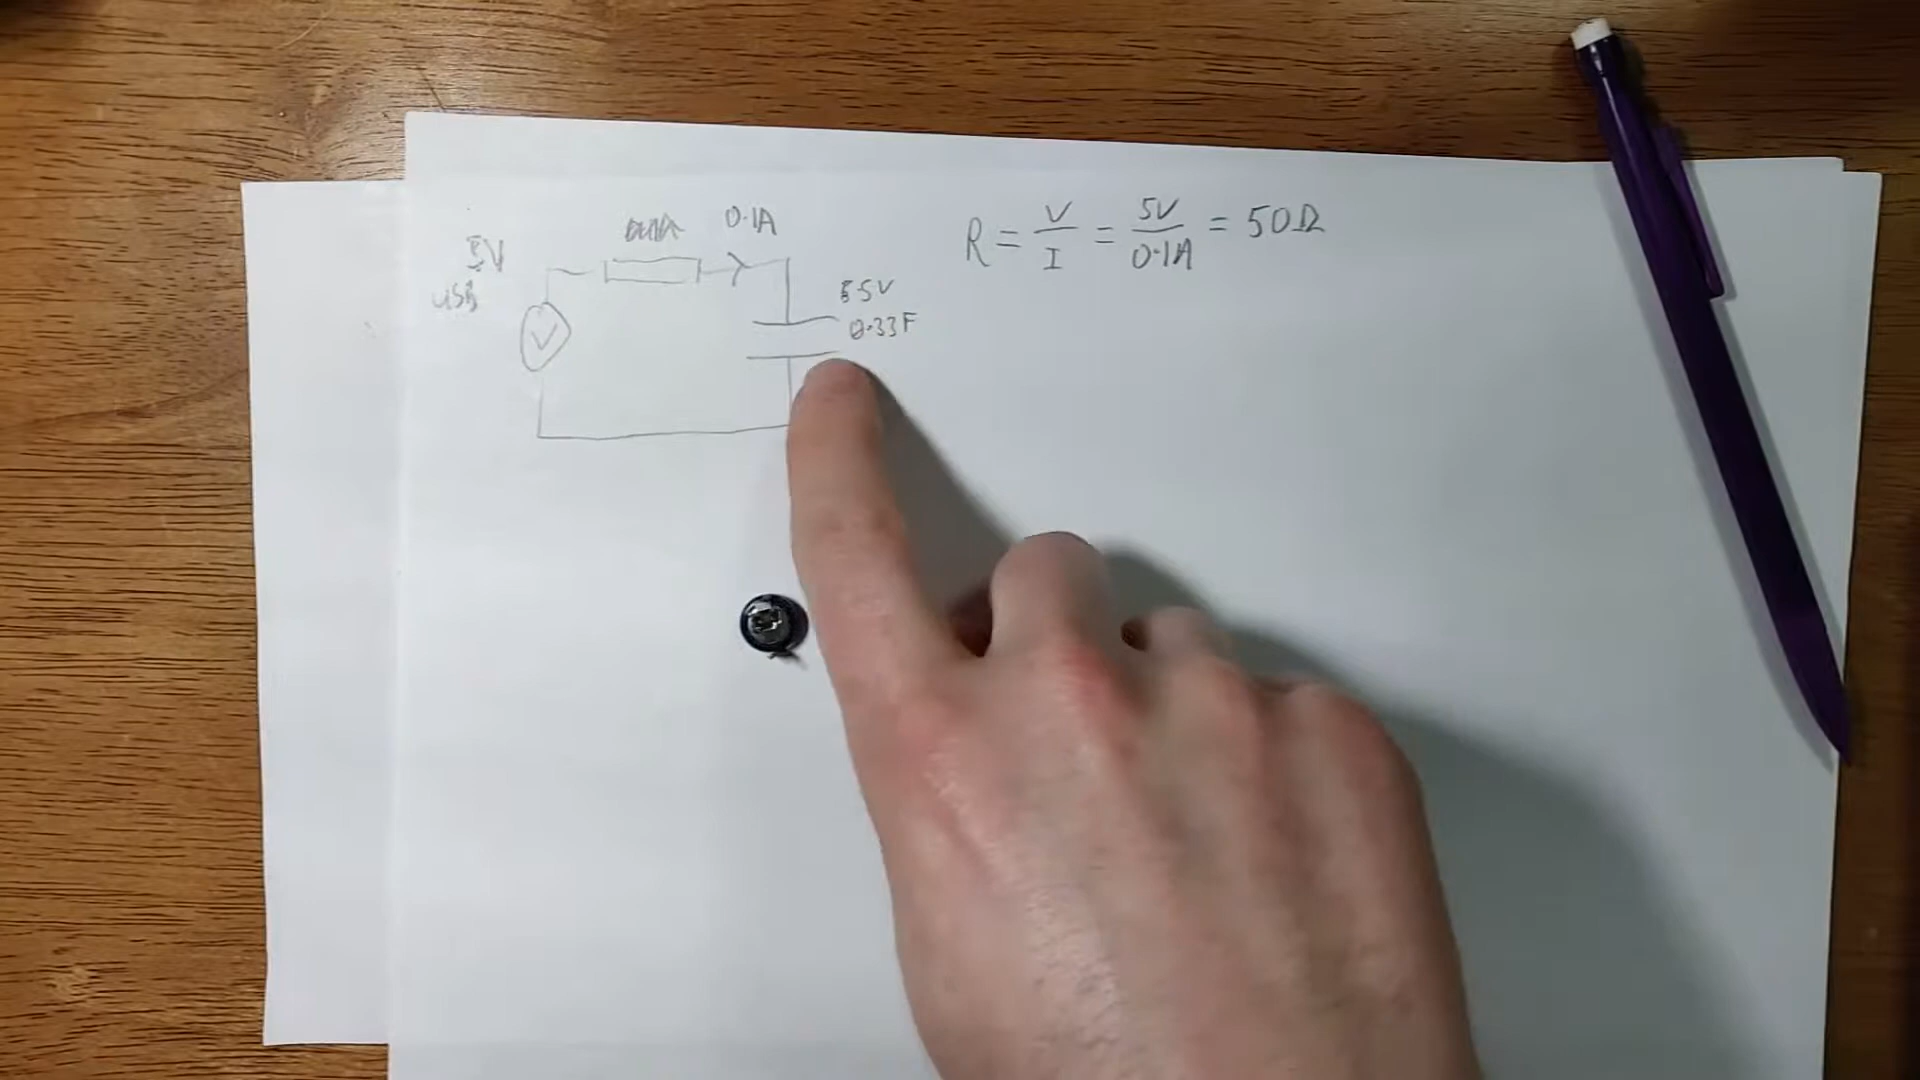 5V
USB
V
0.1A
5.5V
0.33F
R = V/I = 5V/0.1A = 50Ω